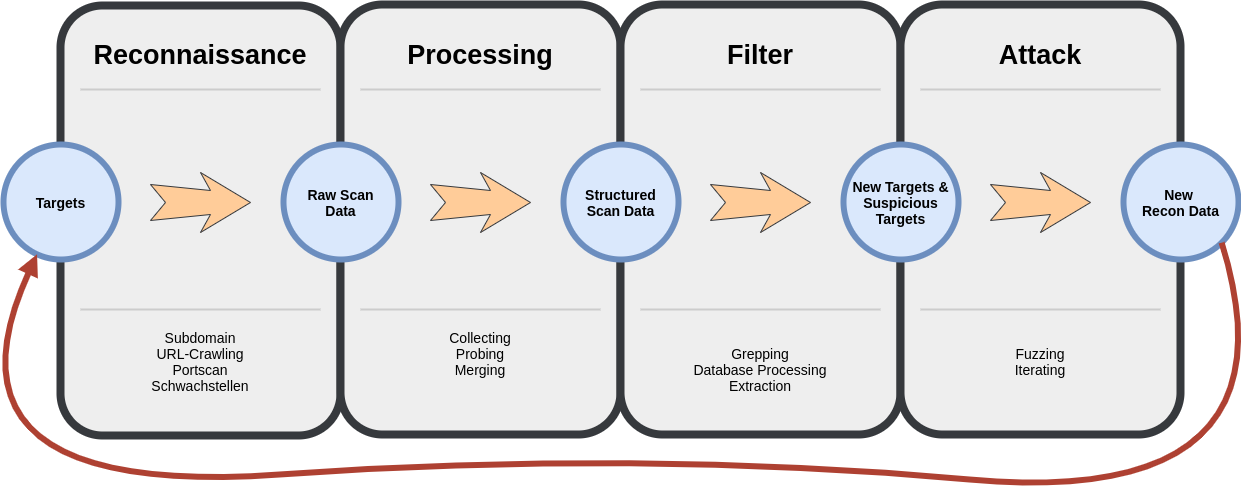 Reconnaissance
Processing
Filter
Attack
Targets
Raw Scan
Data
Structured
Scan Data
New Targets &
Suspicious
Targets
New
Recon Data
Subdomain
URL-Crawling
Portscan
Schwachstellen
Collecting
Probing
Merging
Grepping
Database Processing
Extraction
Fuzzing
Iterating